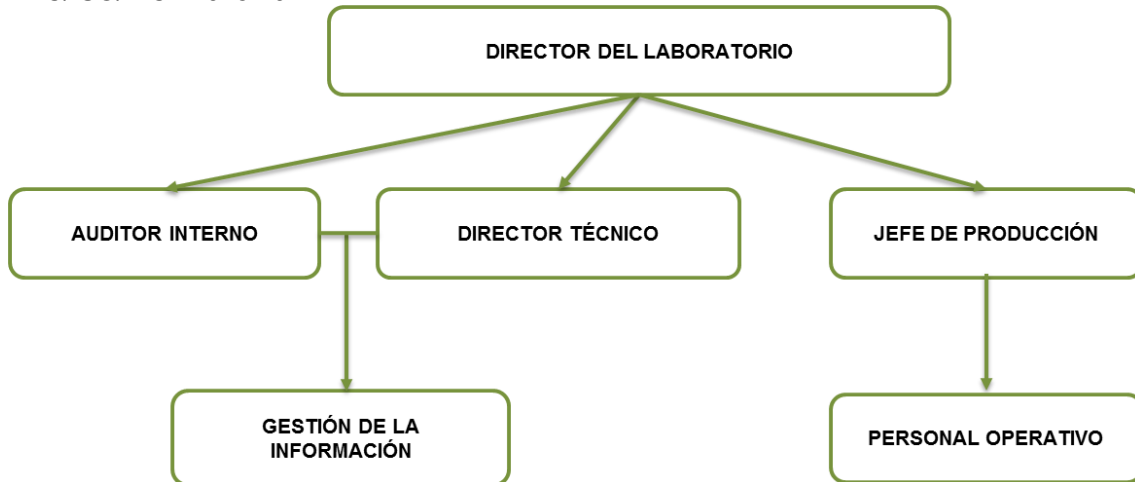 DIRECTOR DEL LABORATORIO
AUDITOR INTERNO
DIRECTOR TÉCNICO
JEFE DE PRODUCCIÓN
GESTIÓN DE LA
INFORMACIÓN
PERSONAL OPERATIVO